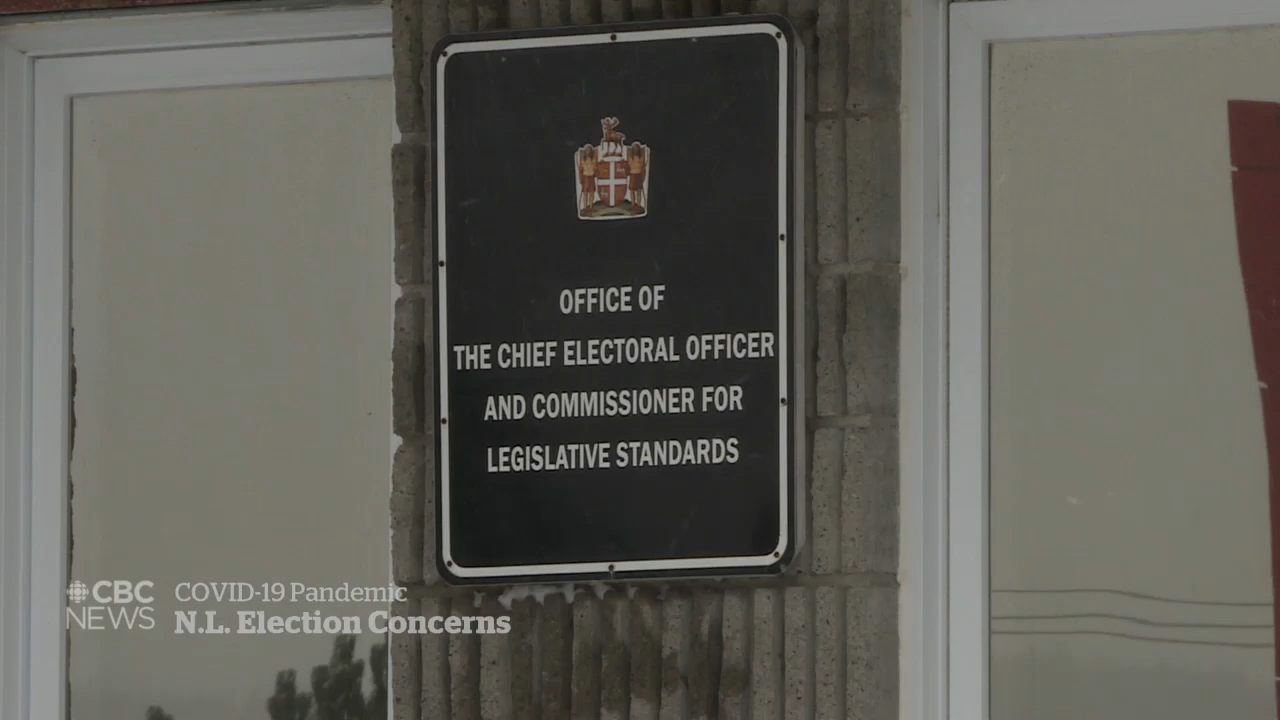 OFFICE OF
THE CHIEF ELECTORAL OFFICER
AND COMMISSIONER FOR
LEGISLATIVE STANDARDS
CBC
NEWS
COVID-19 Pandemic
N.L. Election Concerns